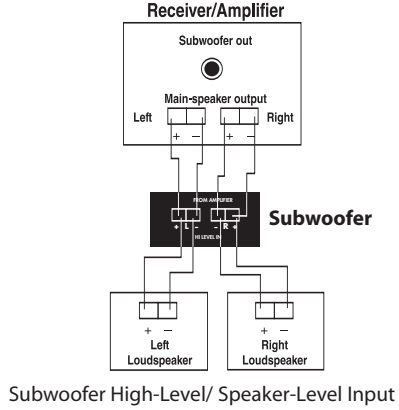 Receiver/Amplifier
Subwoofer out
Main-speaker output
Left
Right
+ − + −
FROM AMPLIFIER
+ L - - R +
HI LEVEL IN
Subwoofer
+ − + −
Left
Loudspeaker
Right
Loudspeaker
Subwoofer High-Level/ Speaker-Level Input